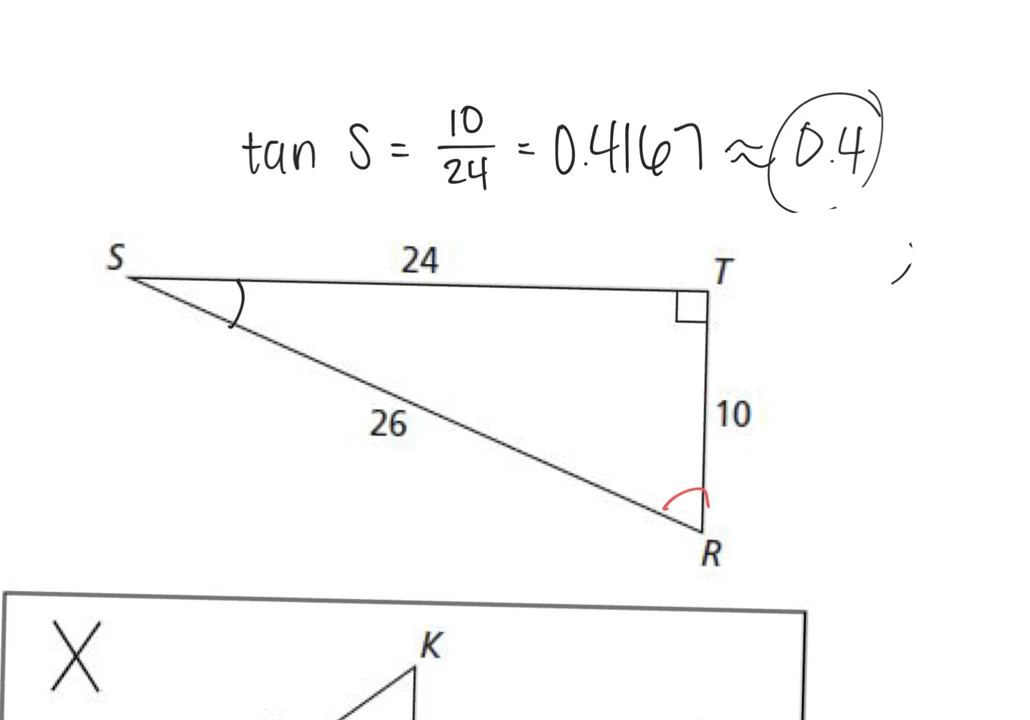 tan S = 10/24 = 0.4167 ≈ 0.4
S 24 T
26 10
R
X K